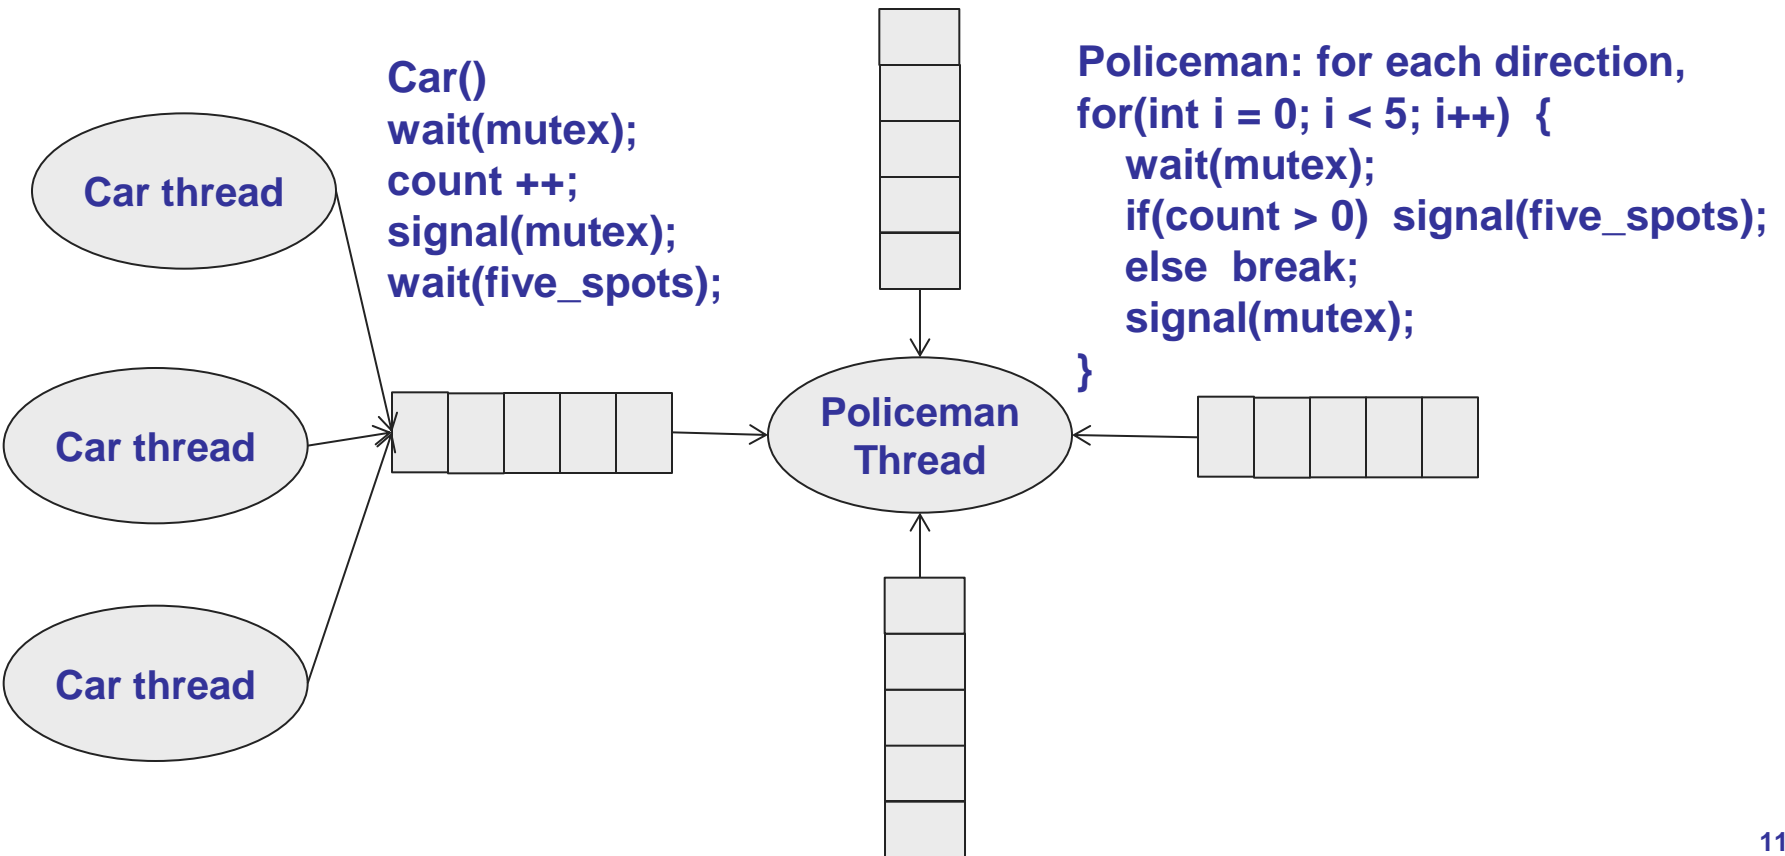 Car()
wait(mutex);
count ++;
signal(mutex);
wait(five_spots);
Policeman: for each direction,
for(int i = 0; i < 5; i++) {
wait(mutex);
if(count > 0) signal(five_spots);
else break;
signal(mutex);
}
Car thread
Car thread
Car thread
Policeman
Thread
11